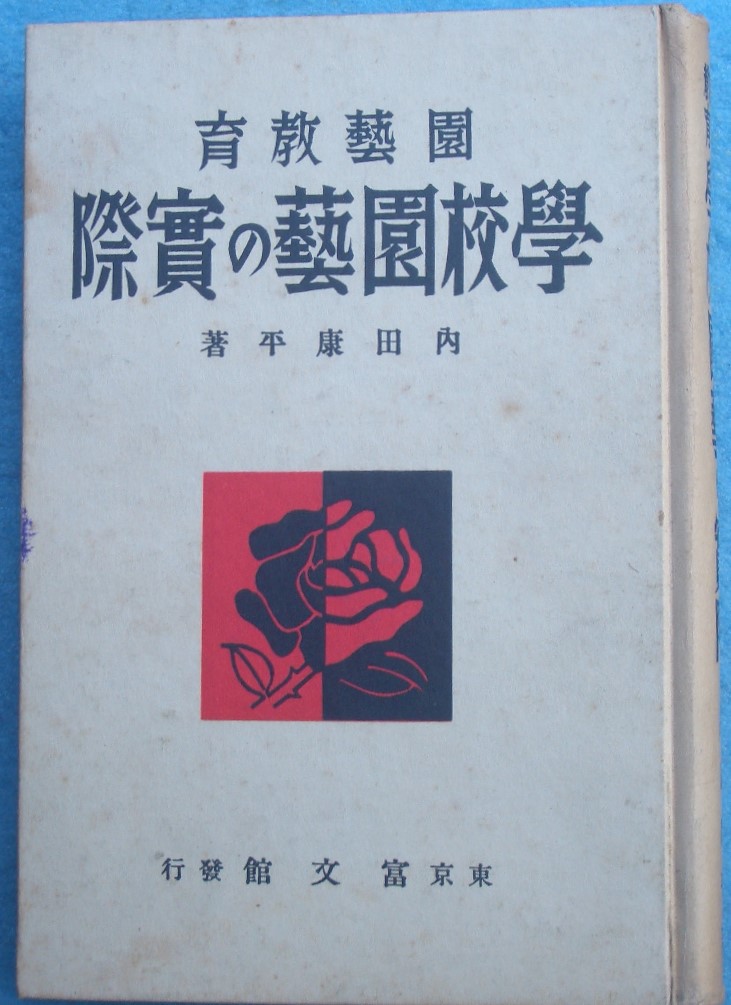 園藝教育
學校園藝の實際
內田康平著
東京富文館發行